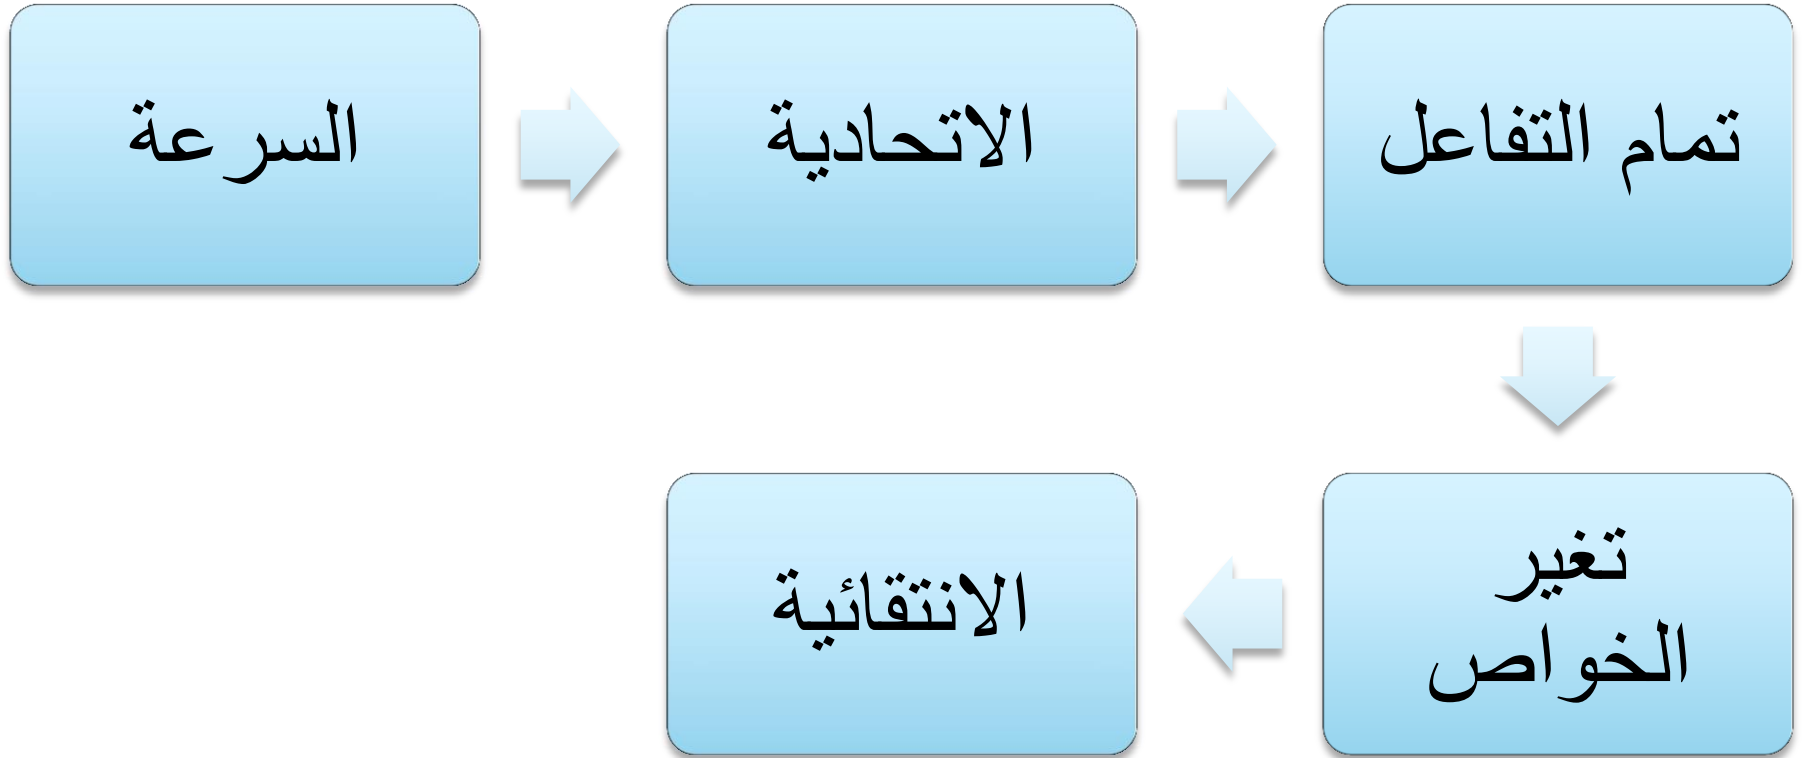 السرعة
الاتحادية
تمام التفاعل
تغير
الخواص
الانتقائية